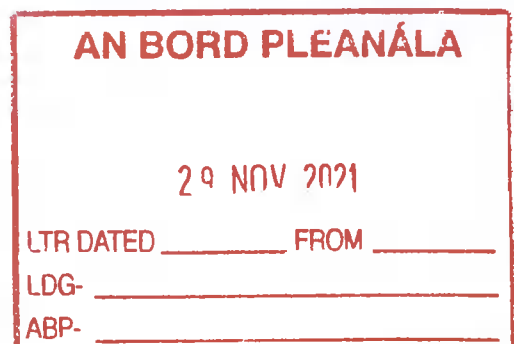 AN BORD PLEANÁLA
29 NOV 2021
LTR DATED FROM
LDG-
ABP-